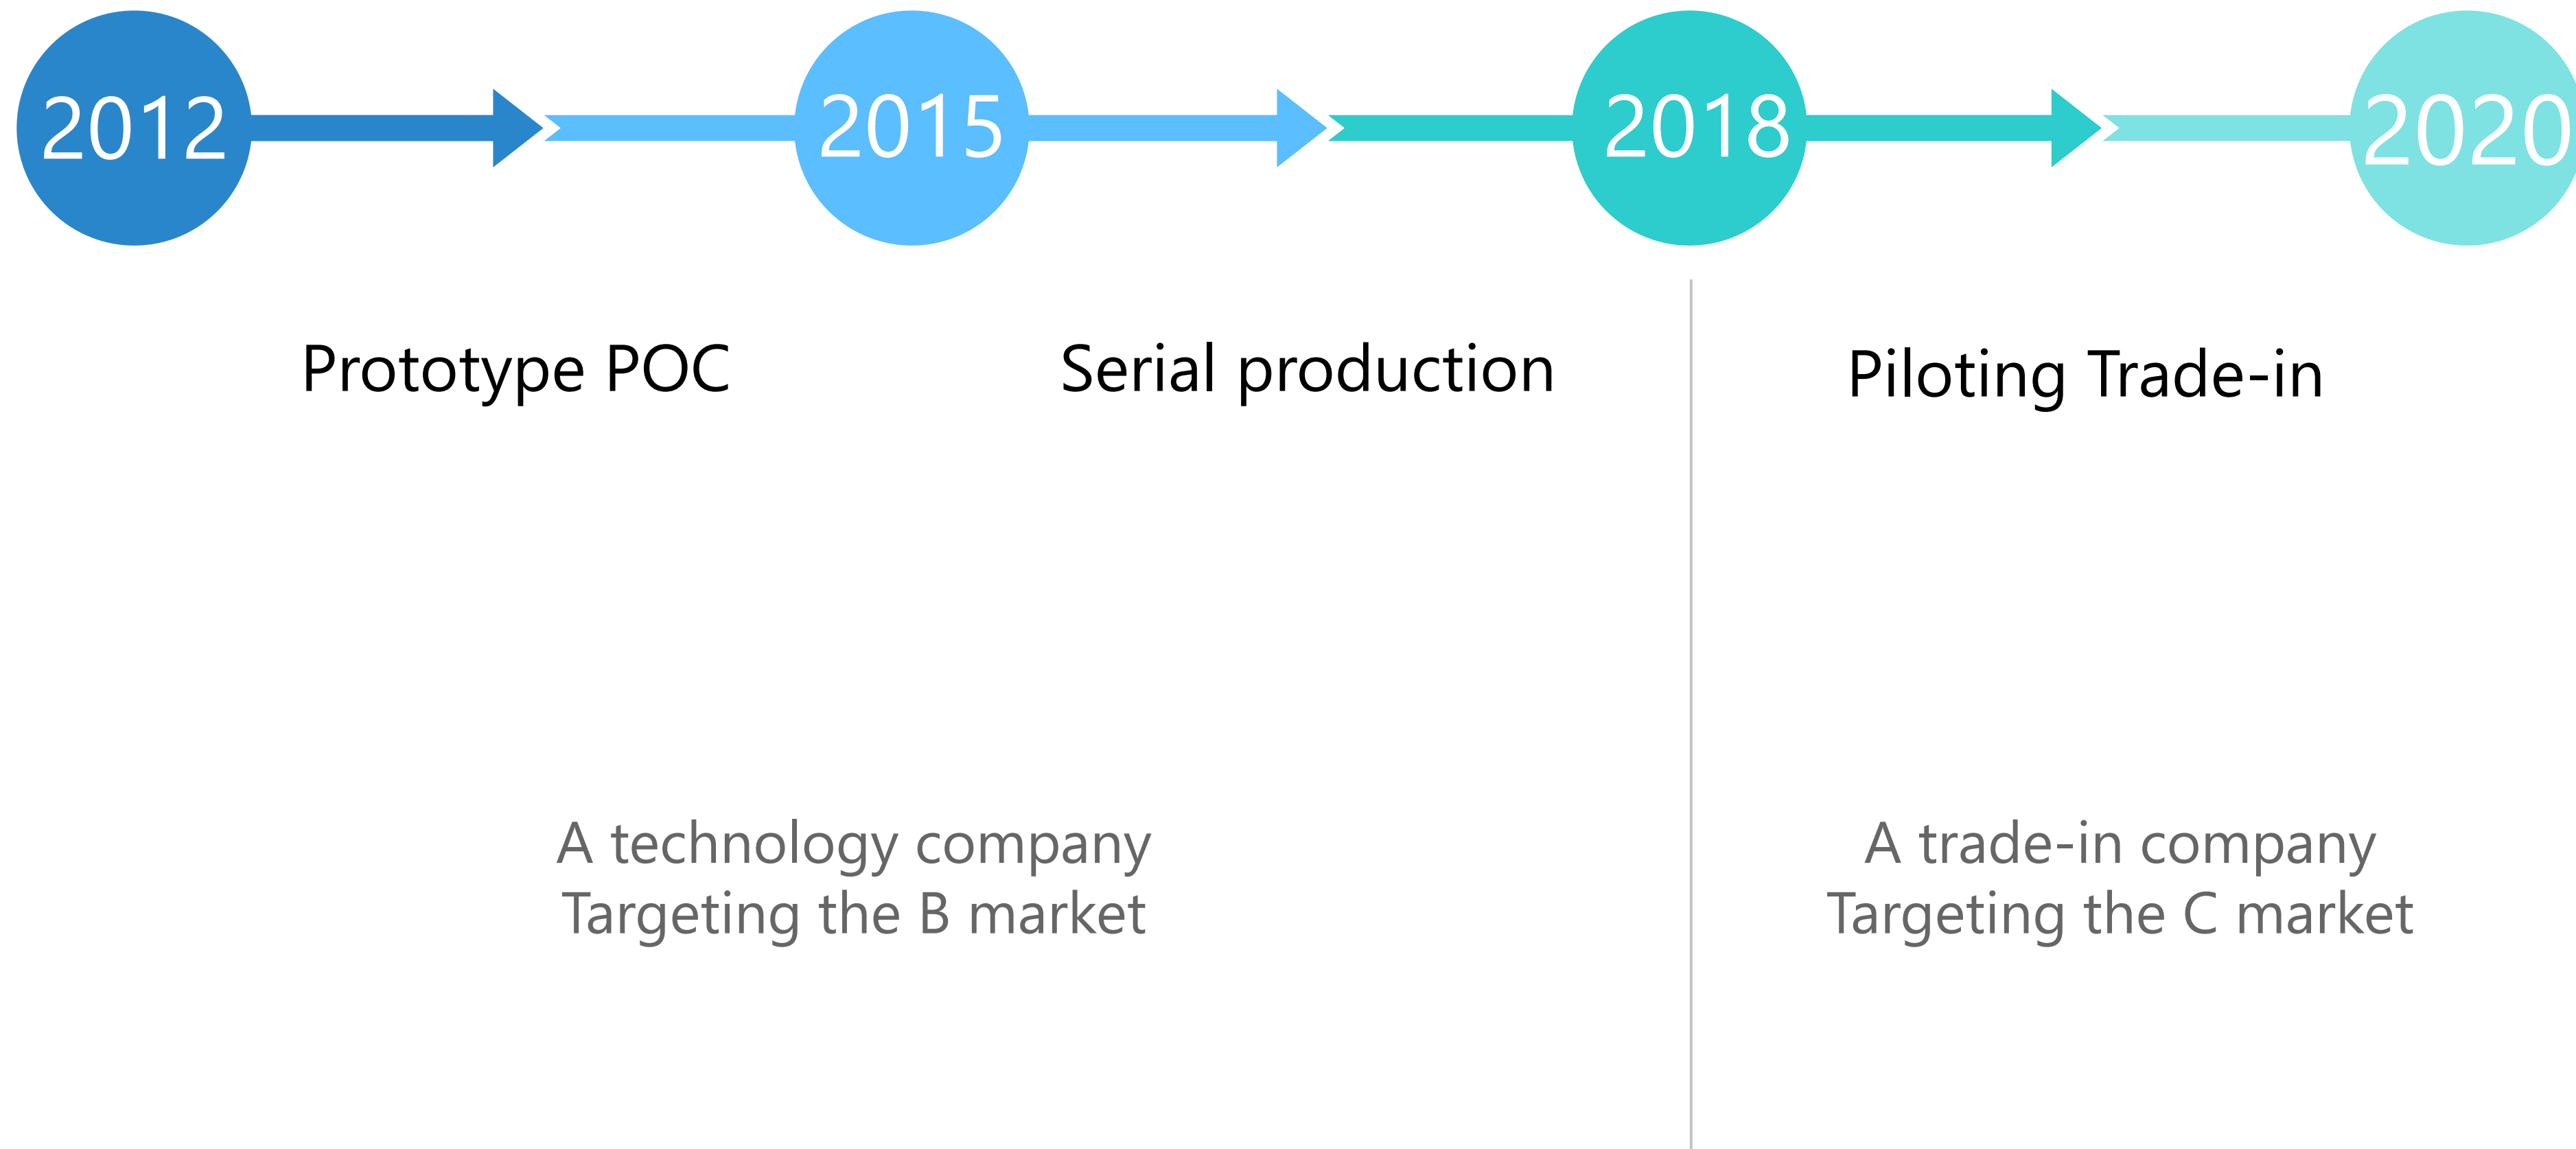 2012
2015
2018
2020
Prototype POC
Serial production
Piloting Trade-in
A technology company
Targeting the B market
A trade-in company
Targeting the C market